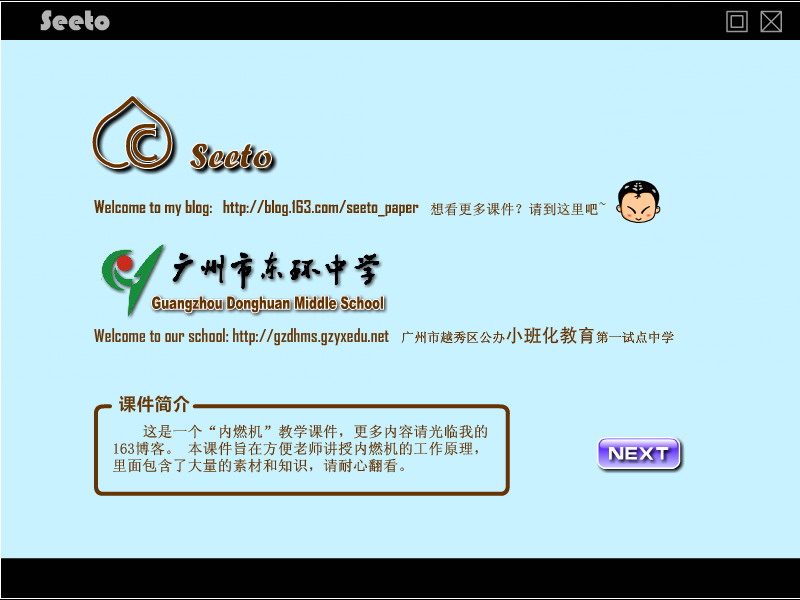 Seeto
Seeto
Welcome to my blog: http://blog.163.com/seeto_paper 想看更多课件？请到这里吧~
广州市东环中学
Guangzhou Donghuan Middle School
Welcome to our school: http://gzdhms.gzyxedu.net 广州市越秀区公办小班化教育第一试点中学
课件简介
这是一个“内燃机”教学课件，更多内容请光临我的
163博客。 本课件旨在方便老师讲授内燃机的工作原理，
里面包含了大量的素材和知识，请耐心翻看。
NEXT